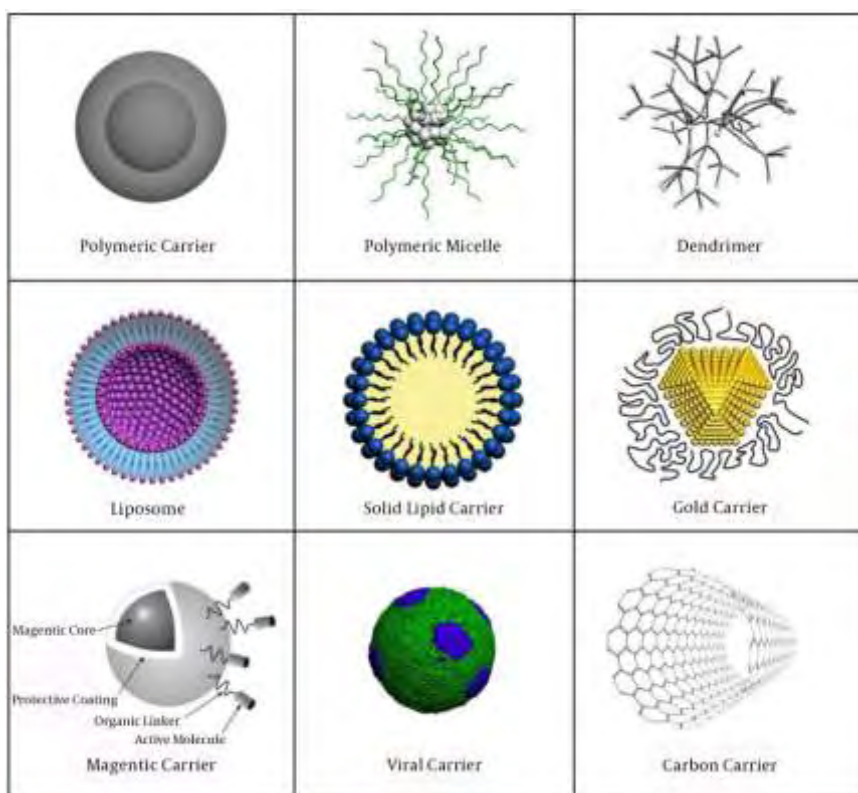 Polymeric Carrier
Polymeric Micelle
Dendrimer
Liposome
Solid Lipid Carrier
Gold Carrier
Magentic Core
Protective Coating
Organic Linker
Active Molecule
Magentic Carrier
Viral Carrier
Carbon Carrier